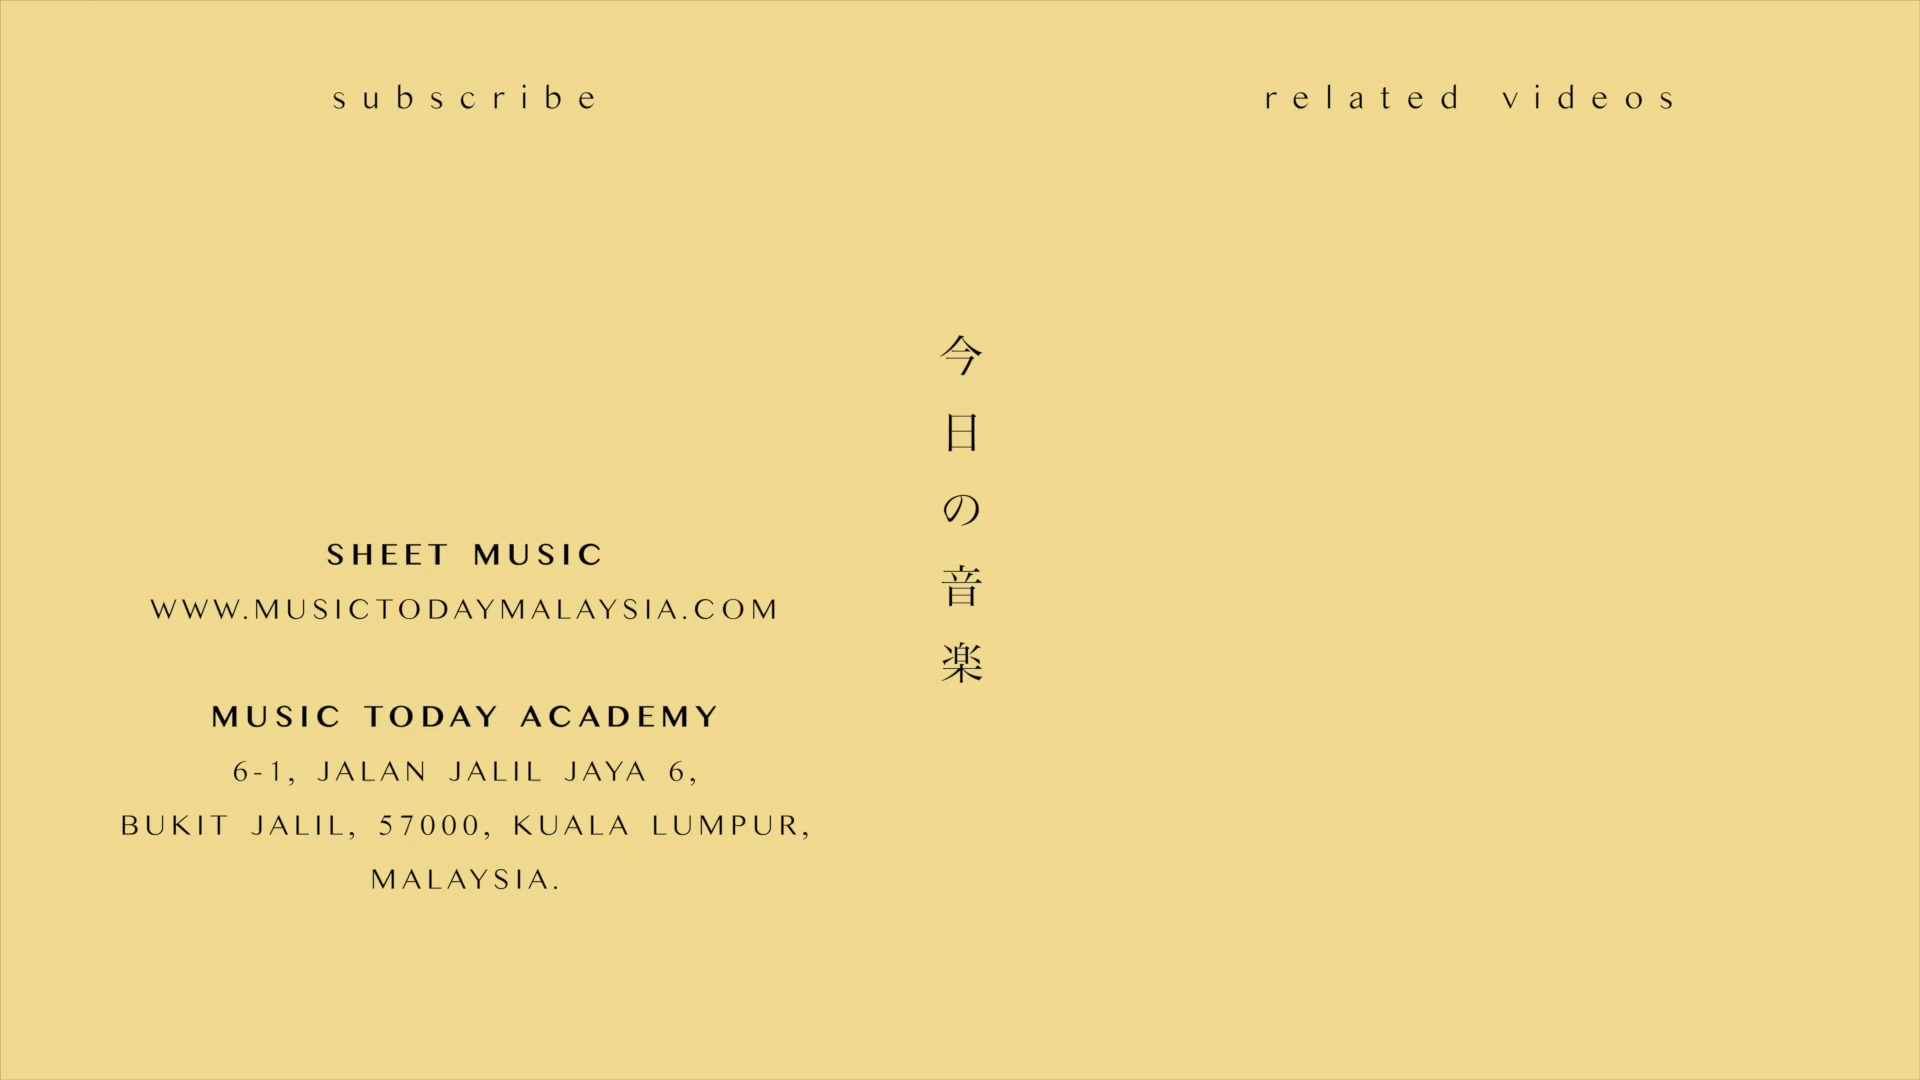 subscribe
related videos
今日の音楽
SHEET MUSIC
WWW.MUSICTODAYMALAYSIA.COM
MUSIC TODAY ACADEMY
6-1, JALAN JALIL JAYA 6,
BUKIT JALIL, 57000, KUALA LUMPUR,
MALAYSIA.